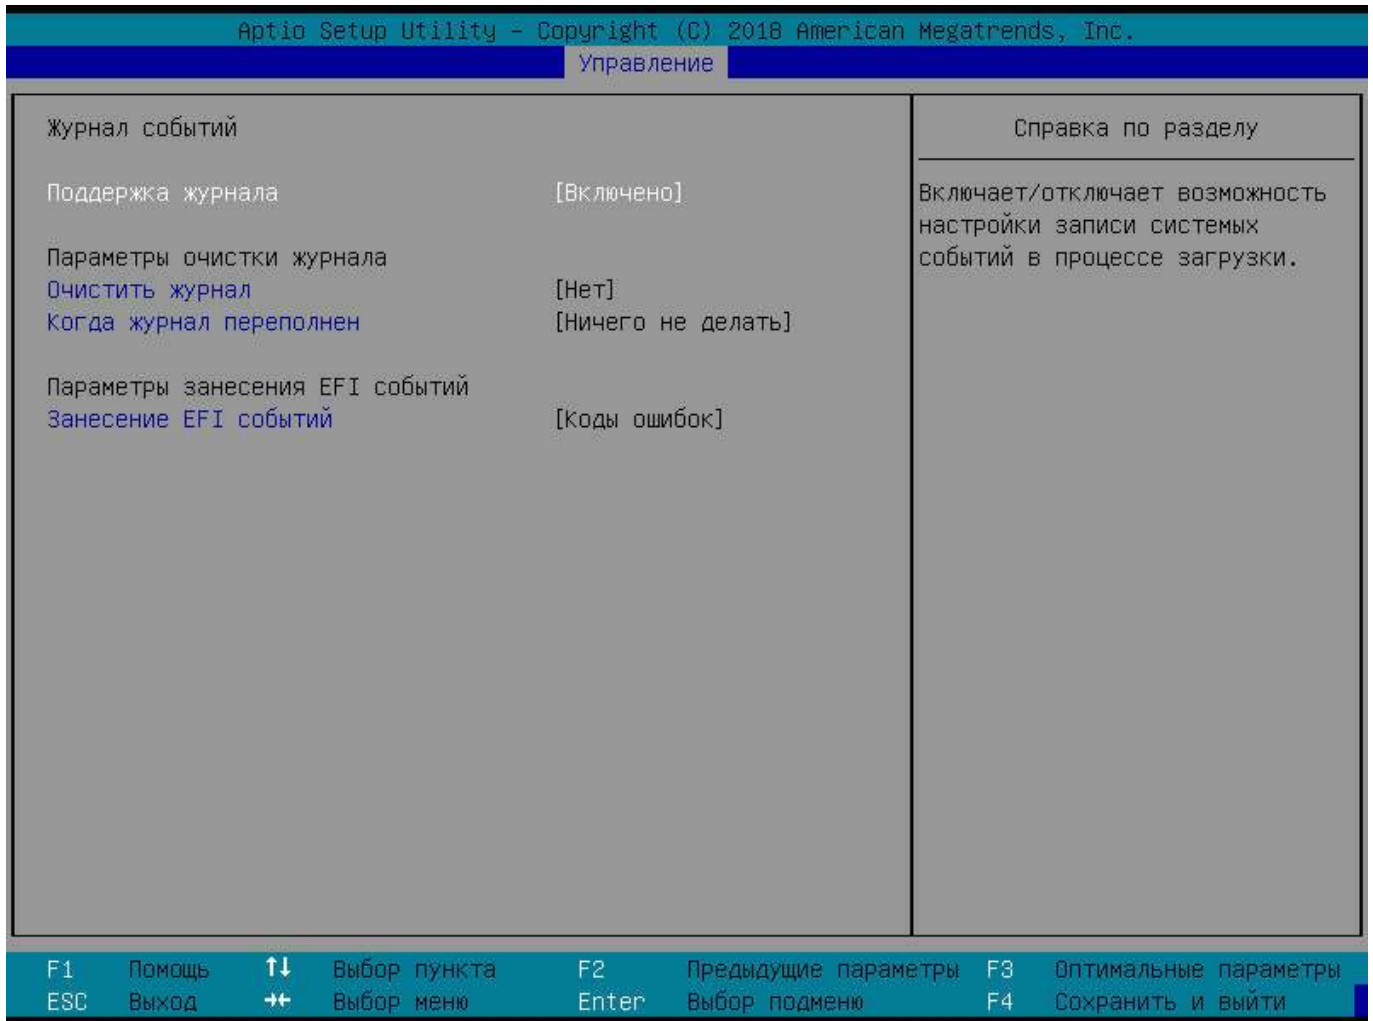 Aptio Setup Utility – Copyright (C) 2018 American Megatrends, Inc.
Управление
Журнал событий
Поддержка журнала [Включено]
Параметры очистки журнала
Очистить журнал [Нет]
Когда журнал переполнен [Ничего не делать]
Параметры занесения EFI событий
Занесение EFI событий [Коды ошибок]
Справка по разделу
Включает/отключает возможность
настройки записи системых
событий в процессе загрузки.
F1 Помощь ↑↓ Выбор пункта F2 Предыдущие параметры F3 Оптимальные параметры
ESC Выход →← Выбор меню Enter Выбор подменю F4 Сохранить и выйти